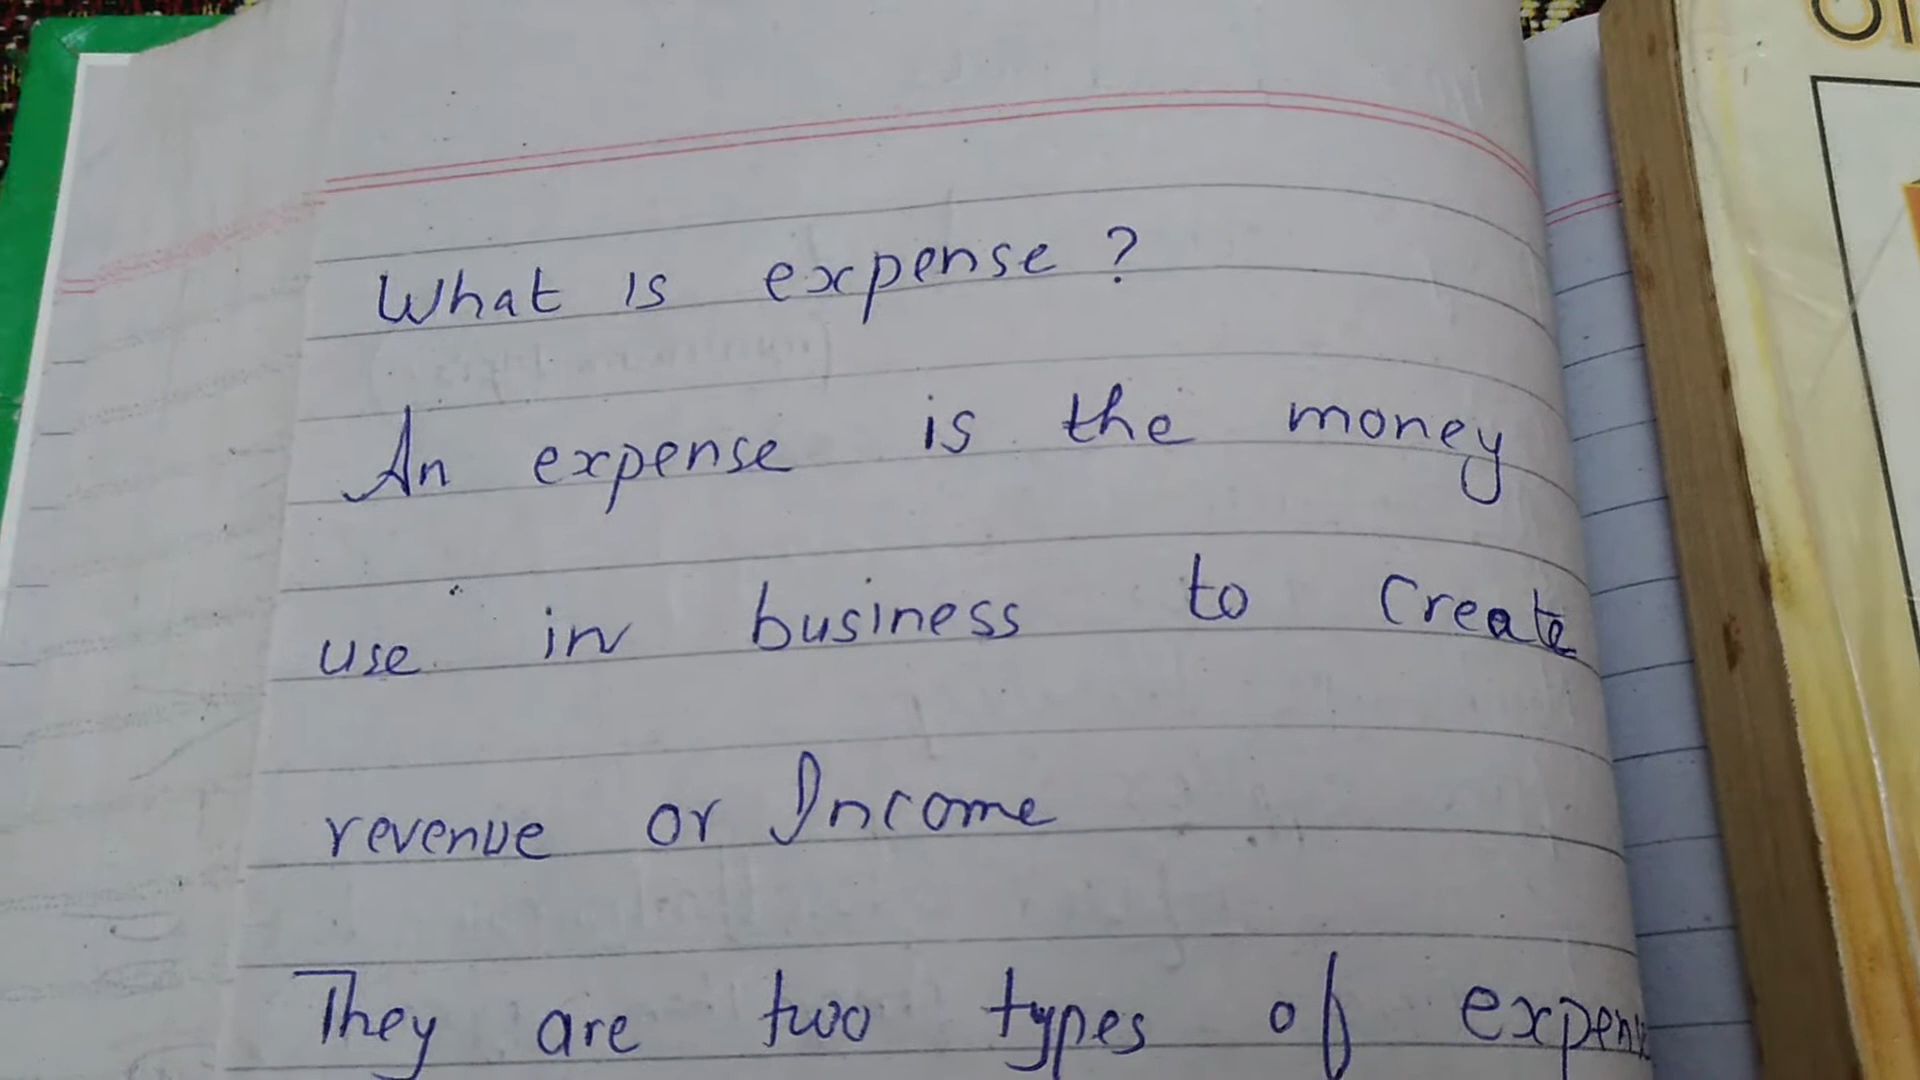 What is expense?
An expense is the money
use in business to create
revenue or Income
They are two types of